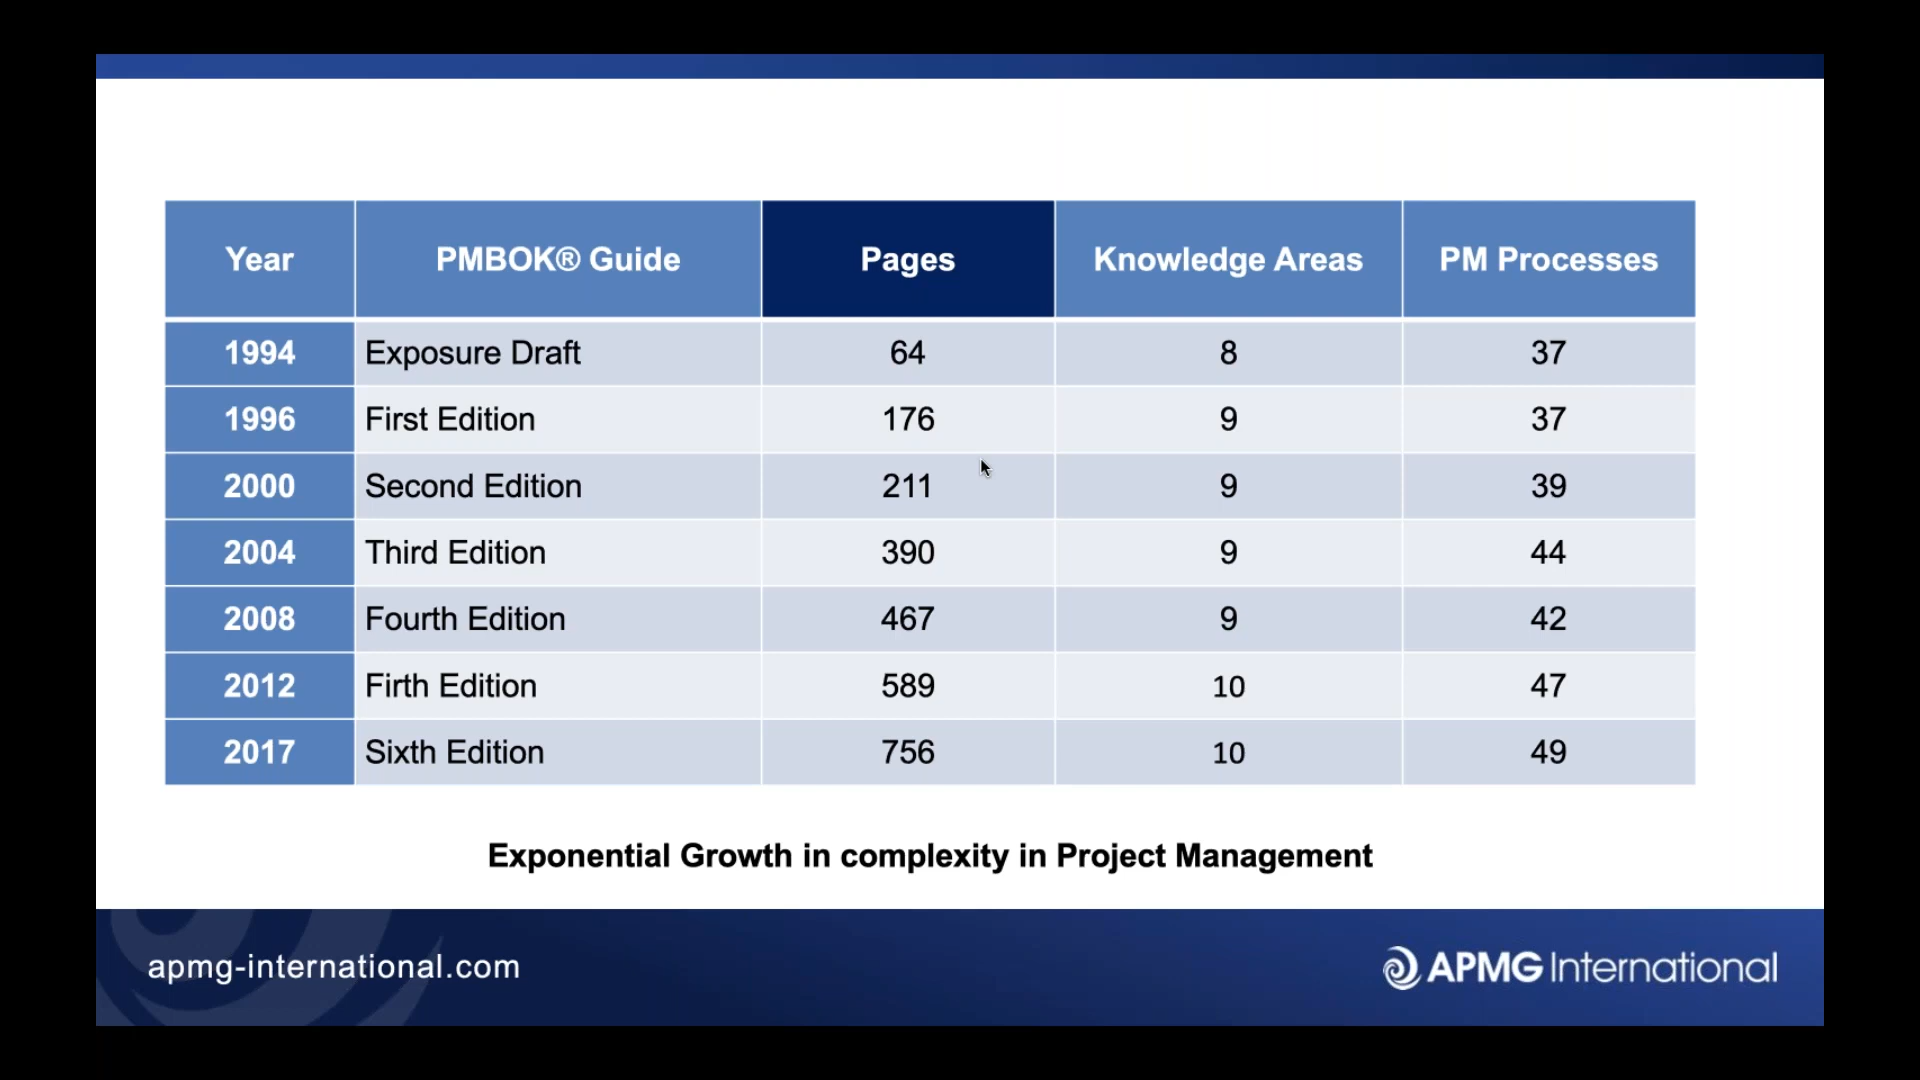 Year PMBOK® Guide Pages Knowledge Areas PM Processes
1994 Exposure Draft 64 8 37
1996 First Edition 176 9 37
2000 Second Edition 211 9 39
2004 Third Edition 390 9 44
2008 Fourth Edition 467 9 42
2012 Firth Edition 589 10 47
2017 Sixth Edition 756 10 49
Exponential Growth in complexity in Project Management
apmg-international.com APMG International